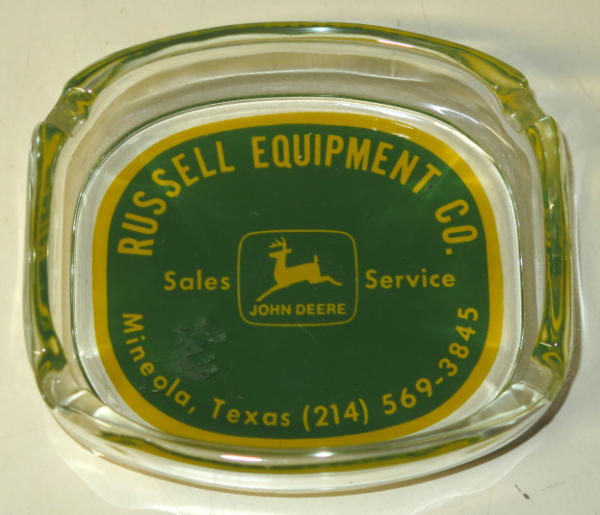 RUSSELL EQUIPMENT CO.
Sales
JOHN DEERE
Service
Mineola, Texas (214) 569-3845